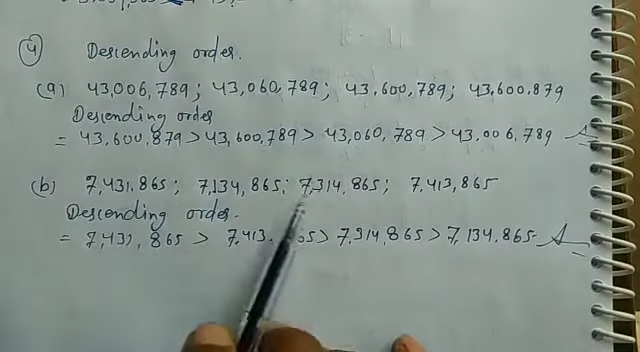 (4) Descending order.
(a) 43,006,789; 43,060,789; 43,600,789; 43,600,879
Descending order
= 43,600,879 > 43,600,789 > 43,060,789 > 43,006,789
(b) 7,431,865; 7,134,865; 7,314,865; 7,413,865
Descending order.
= 7,431,865 > 7,413, 65 > 7,314,865 > 7,134,865